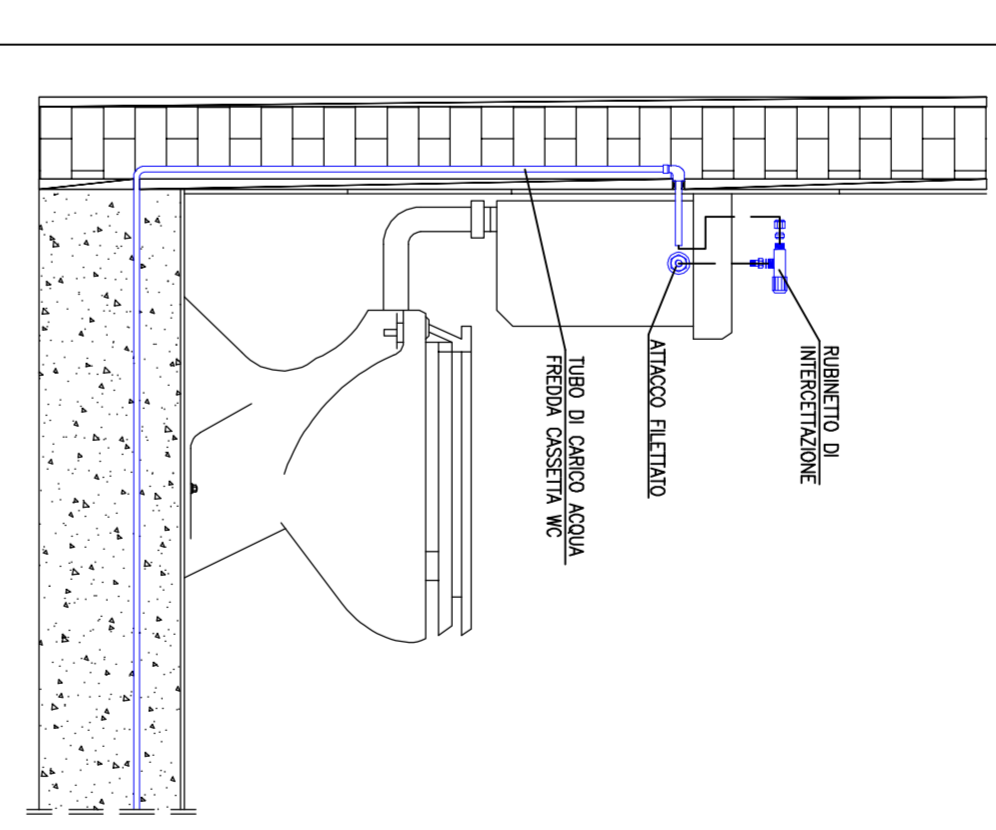 RUBINETTO DI
INTERCETTAZIONE
ATTACCO FILETTATO
TUBO DI CARICO ACQUA
FREDDA CASSETTA WC